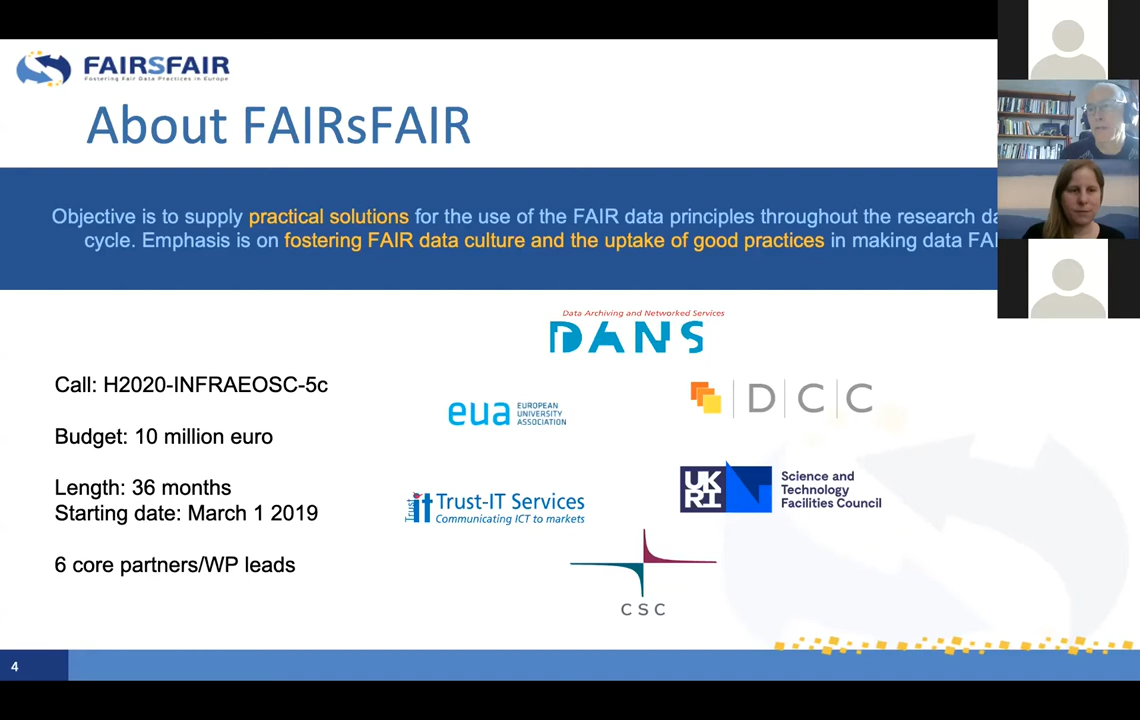 FAIRSFAIR
Fostering Fair Data Practices in Europe
About FAIRsFAIR
Objective is to supply practical solutions for the use of the FAIR data principles throughout the research
cycle. Emphasis is on fostering FAIR data culture and the uptake of good practices in making data
Data Archiving and Networked Services
DANS
Call: H2020-INFRAEOSC-5c
eua EUROPEAN
UNIVERSITY
ASSOCIATION
DCC
Budget: 10 million euro
Length: 36 months
Starting date: March 1 2019
Trust-IT Services
Communicating ICT to markets
Trust it
UK
RI
Science and
Technology
Facilities Council
6 core partners/WP leads
CSC
4